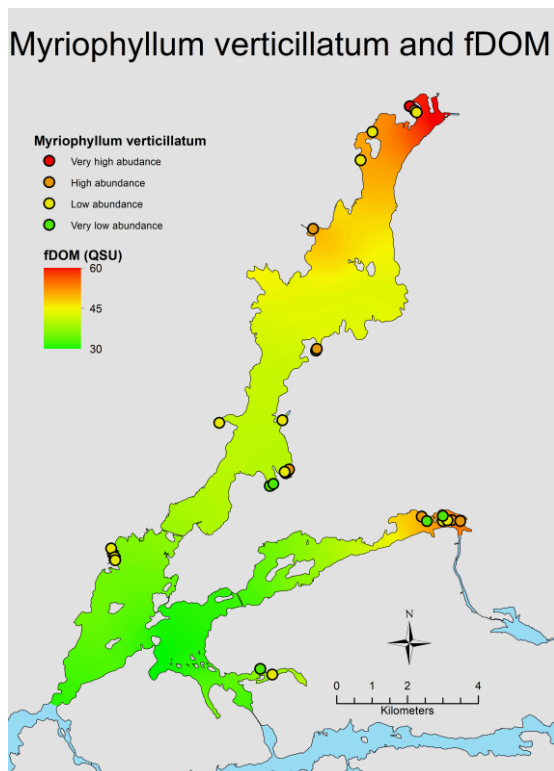 Myriophyllum verticillatum and fDOM
Myriophyllum verticillatum
Very high abudance
High abundance
Low abundance
Very low abundance
fDOM (QSU)
60
45
30
N
0 1 2 4
Kilometers